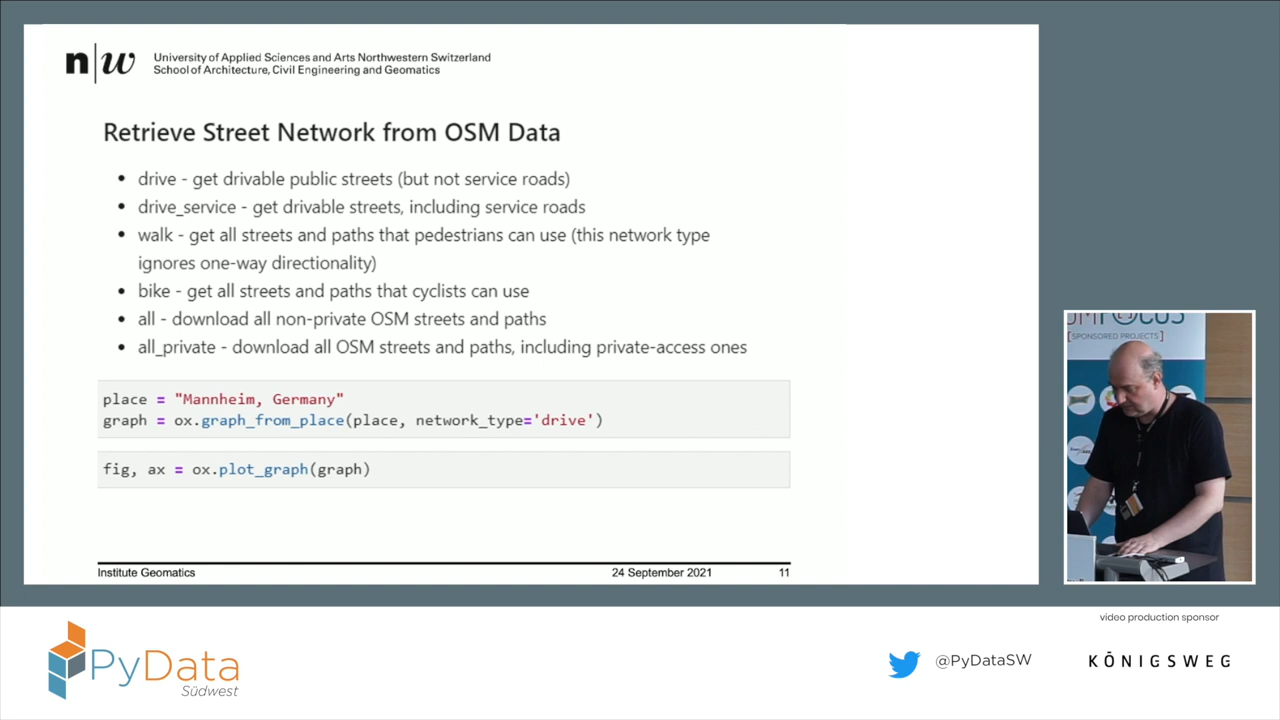 n|w
University of Applied Sciences and Arts Northwestern Switzerland
School of Architecture, Civil Engineering and Geomatics
Retrieve Street Network from OSM Data
• drive - get drivable public streets (but not service roads)
• drive_service - get drivable streets, including service roads
• walk - get all streets and paths that pedestrians can use (this network type
ignores one-way directionality)
• bike - get all streets and paths that cyclists can use
• all - download all non-private OSM streets and paths
• all_private - download all OSM streets and paths, including private-access ones
place = "Mannheim, Germany"
graph = ox.graph_from_place(place, network_type='drive')
fig, ax = ox.plot_graph(graph)
Institute Geomatics
24 September 2021
11
[SPONSORED PROJECTS]
PyData
Südwest
@PyDataSW
video production sponsor
KÖNIGSWEG